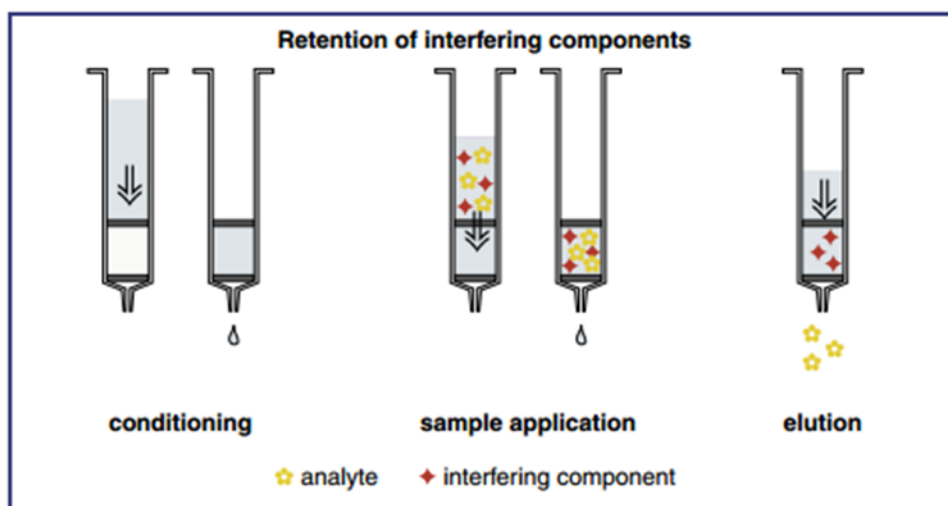 Retention of interfering components
conditioning
sample application
elution
analyte
interfering component